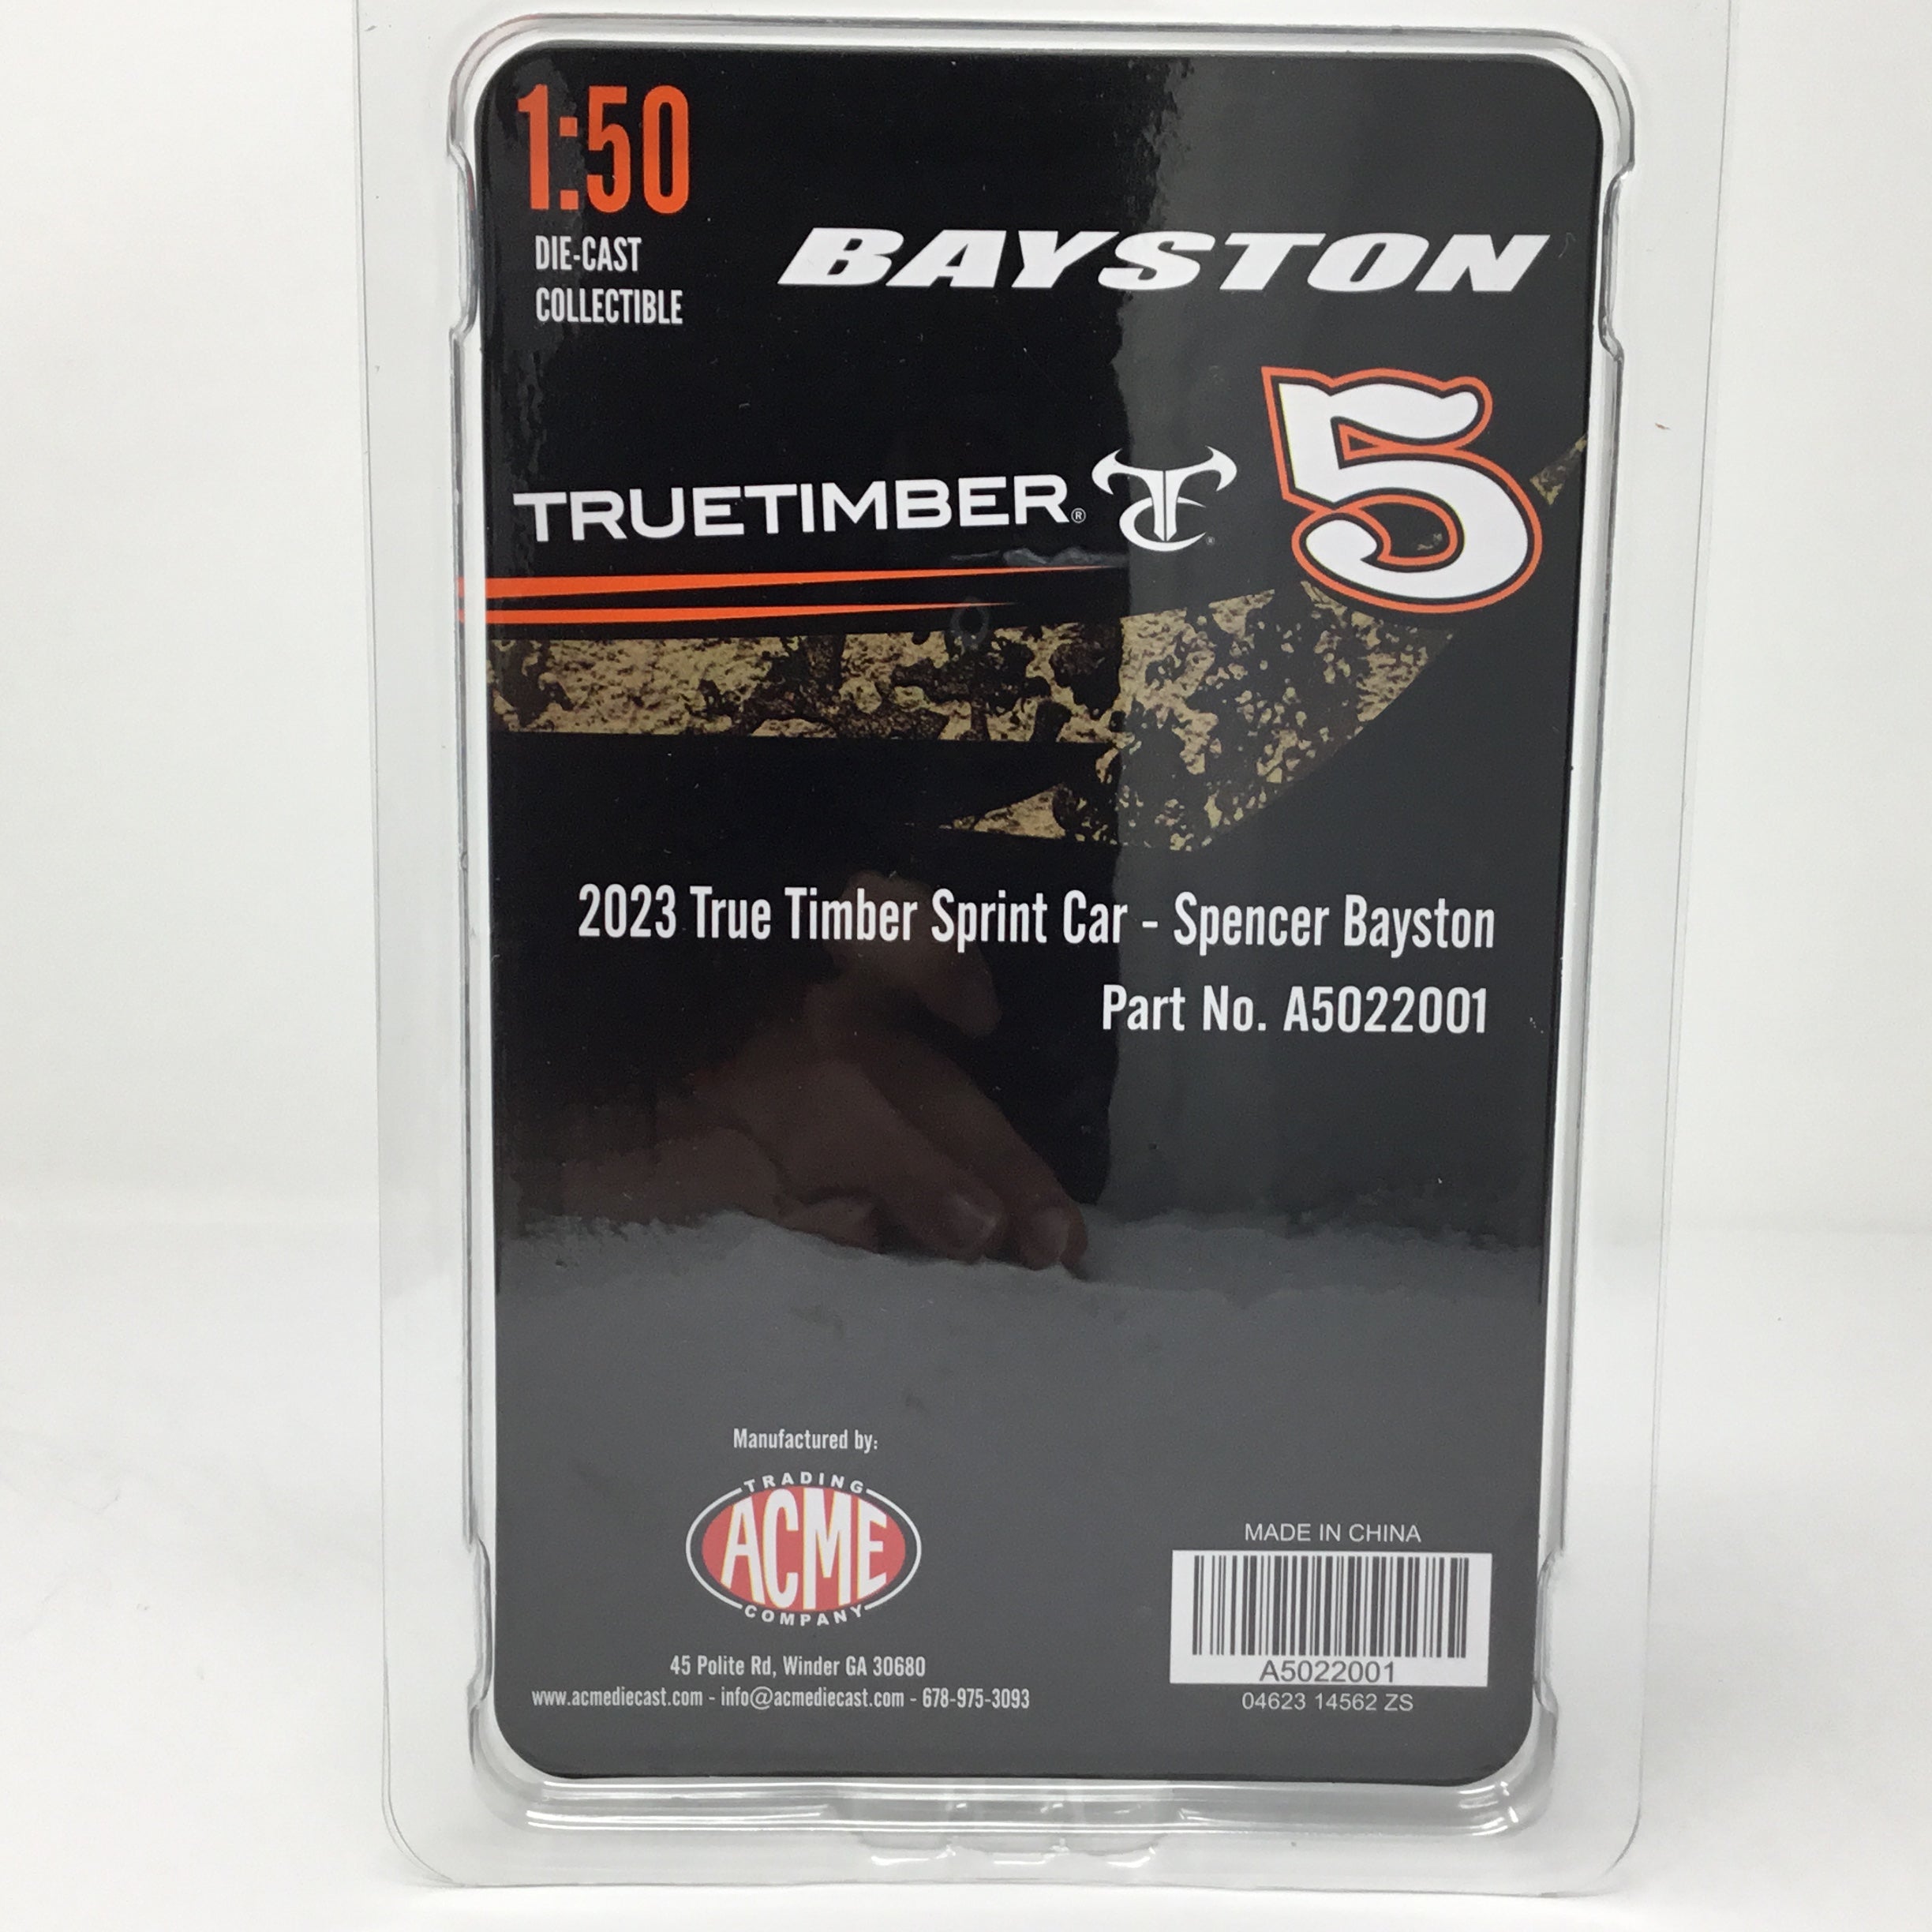 1:50
DIE-CAST
COLLECTIBLE
BAYSTON
5
TRUETIMBER®
2023 True Timber Sprint Car - Spencer Bayston
Part No. A5022001
Manufactured by:
TRADING
ACME
COMPANY
45 Polite Rd, Winder GA 30680
www.acmediecast.com - info@acmediecast.com - 678-975-3093
MADE IN CHINA
A5022001
04623 14562 ZS